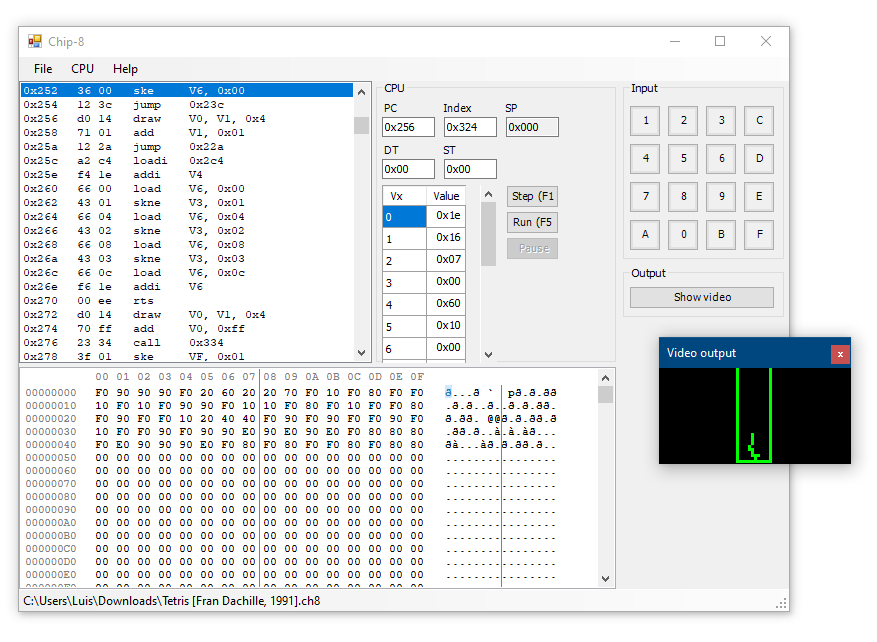 Chip-8
File CPU Help
0x252 36 00 ske V6, 0x00
0x254 12 3c jump 0x23c
0x256 d0 14 draw V0, V1, 0x4
0x258 71 01 add V1, 0x01
0x25a 12 2a jump 0x22a
0x25c a2 c4 loadi 0x2c4
0x25e f4 1e addi V4
0x260 66 00 load V6, 0x00
0x262 43 01 skne V3, 0x01
0x264 66 04 load V6, 0x04
0x266 43 02 skne V3, 0x02
0x268 66 08 load V6, 0x08
0x26a 43 03 skne V3, 0x03
0x26c 66 0c load V6, 0x0c
0x26e f6 1e addi V6
0x270 00 ee rts
0x272 d0 14 draw V0, V1, 0x4
0x274 70 ff add V0, 0xff
0x276 23 34 call 0x334
0x278 3f 01 ske VF, 0x01
CPU
PC Index SP
0x256 0x324 0x000
DT ST
0x00 0x00
Vx Value
0 0x1e
1 0x16
2 0x07
3 0x00
4 0x60
5 0x10
6 0x00
Step (F1
Run (F5
Pause
Input
1 2 3 C
4 5 6 D
7 8 9 E
A 0 B F
Output
Show video
Video output
x
00 01 02 03 04 05 06 07 08 09 0A 0B 0C 0D 0E 0F
00000000 F0 90 90 90 F0 20 60 20 20 70 F0 10 F0 80 F0 F0 ð...ð ` pð.ð.ðð
00000010 10 F0 10 F0 90 90 F0 10 10 F0 80 F0 10 F0 F0 80 .ð.ð..ð..ð.ð.ðð.
00000020 F0 90 F0 F0 10 20 40 40 F0 90 F0 90 F0 F0 90 F0 ð.ðð. @@ð.ð.ðð.ð
00000030 10 F0 F0 90 F0 90 90 E0 90 E0 90 E0 F0 80 80 80 .ðð.ð..à.à.àð...
00000040 F0 E0 90 90 90 E0 F0 80 F0 80 F0 F0 80 F0 80 80 ðà...àð.ð.ðð.ð..
00000050 00 00 00 00 00 00 00 00 00 00 00 00 00 00 00 00 ................
00000060 00 00 00 00 00 00 00 00 00 00 00 00 00 00 00 00 ................
00000070 00 00 00 00 00 00 00 00 00 00 00 00 00 00 00 00 ................
00000080 00 00 00 00 00 00 00 00 00 00 00 00 00 00 00 00 ................
00000090 00 00 00 00 00 00 00 00 00 00 00 00 00 00 00 00 ................
000000A0 00 00 00 00 00 00 00 00 00 00 00 00 00 00 00 00 ................
000000B0 00 00 00 00 00 00 00 00 00 00 00 00 00 00 00 00 ................
000000C0 00 00 00 00 00 00 00 00 00 00 00 00 00 00 00 00 ................
000000D0 00 00 00 00 00 00 00 00 00 00 00 00 00 00 00 00 ................
000000E0 00 00 00 00 00 00 00 00 00 00 00 00 00 00 00 00 ................
C:\Users\Luis\Downloads\Tetris [Fran Dachille, 1991].ch8